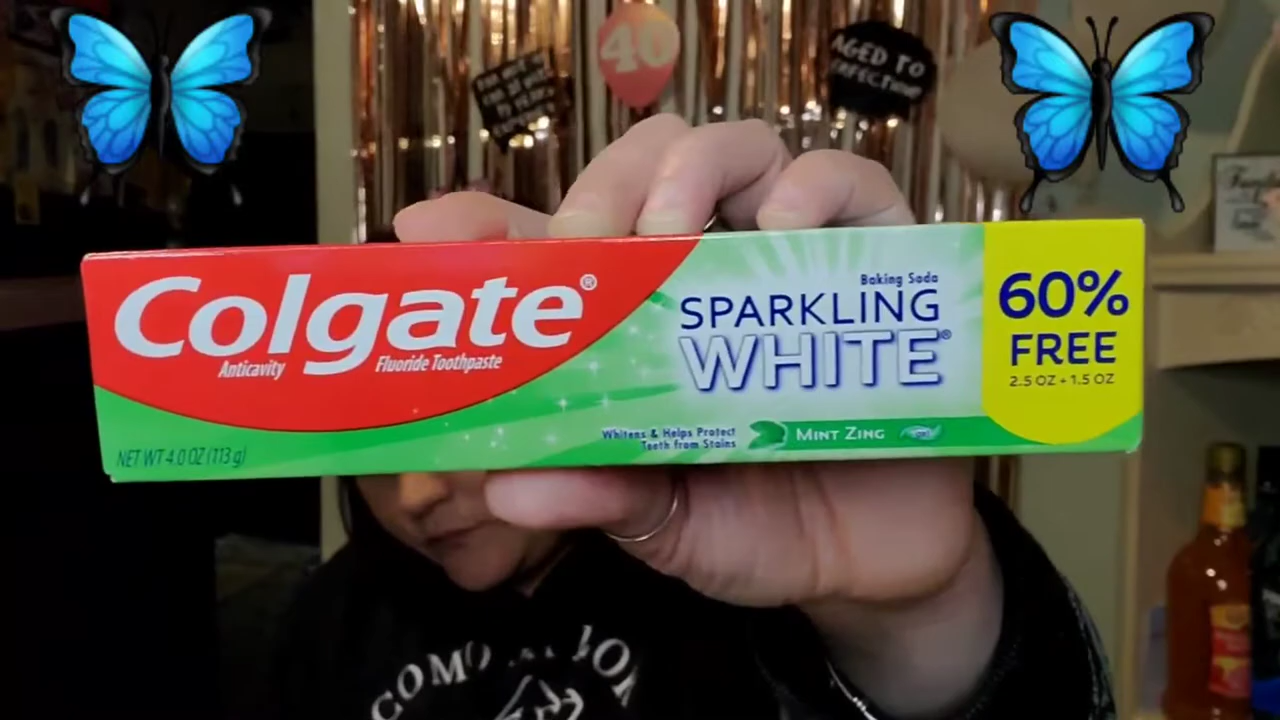 40
AGED TO
Colgate®
Anticavity Fluoride Toothpaste
NET WT 4.0 OZ (113 g)
Baking Soda
SPARKLING
WHITE®
Whitens & Helps Protect
Teeth from Stains
MINT ZING
60%
FREE
2.5 OZ + 1.5 OZ
COMO